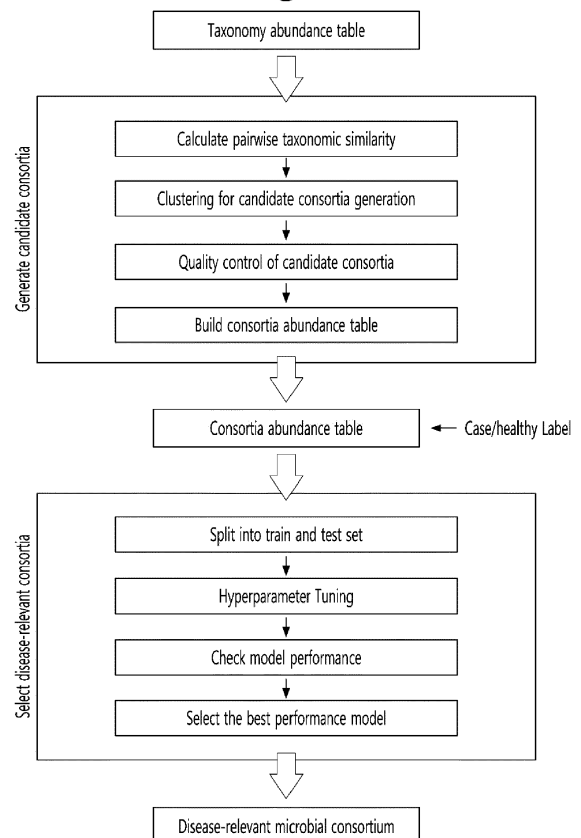 Taxonomy abundance table
Generate candidate consortia
Calculate pairwise taxonomic similarity
Clustering for candidate consortia generation
Quality control of candidate consortia
Build consortia abundance table
Consortia abundance table
Case/healthy Label
Select disease-relevant consortia
Split into train and test set
Hyperparameter Tuning
Check model performance
Select the best performance model
Disease-relevant microbial consortium